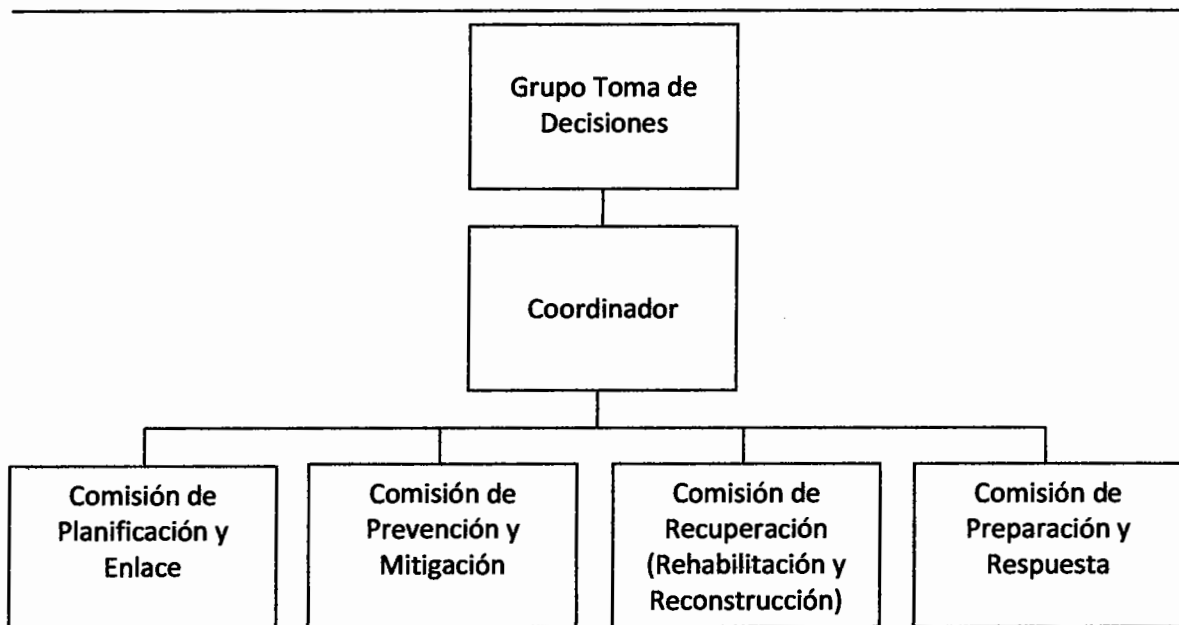 Grupo Toma de
Decisiones
Coordinador
Comisión de
Planificación y
Enlace
Comisión de
Prevención y
Mitigación
Comisión de
Recuperación
(Rehabilitación y
Reconstrucción)
Comisión de
Preparación y
Respuesta